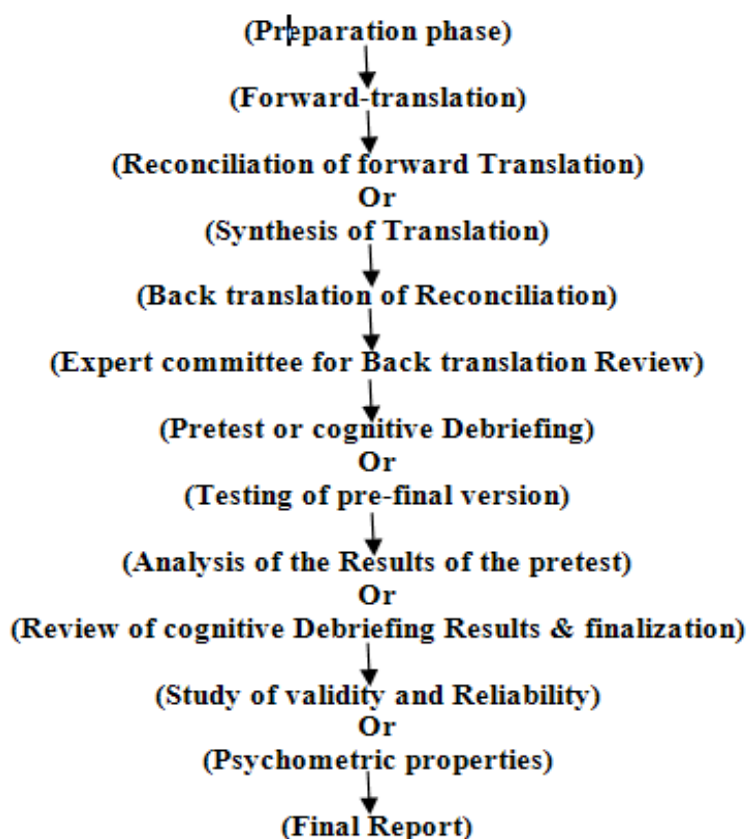 (Preparation phase)
(Forward-translation)
(Reconciliation of forward Translation)
Or
(Synthesis of Translation)
(Back translation of Reconciliation)
(Expert committee for Back translation Review)
(Pretest or cognitive Debriefing)
Or
(Testing of pre-final version)
(Analysis of the Results of the pretest)
Or
(Review of cognitive Debriefing Results & finalization)
(Study of validity and Reliability)
Or
(Psychometric properties)
(Final Report)